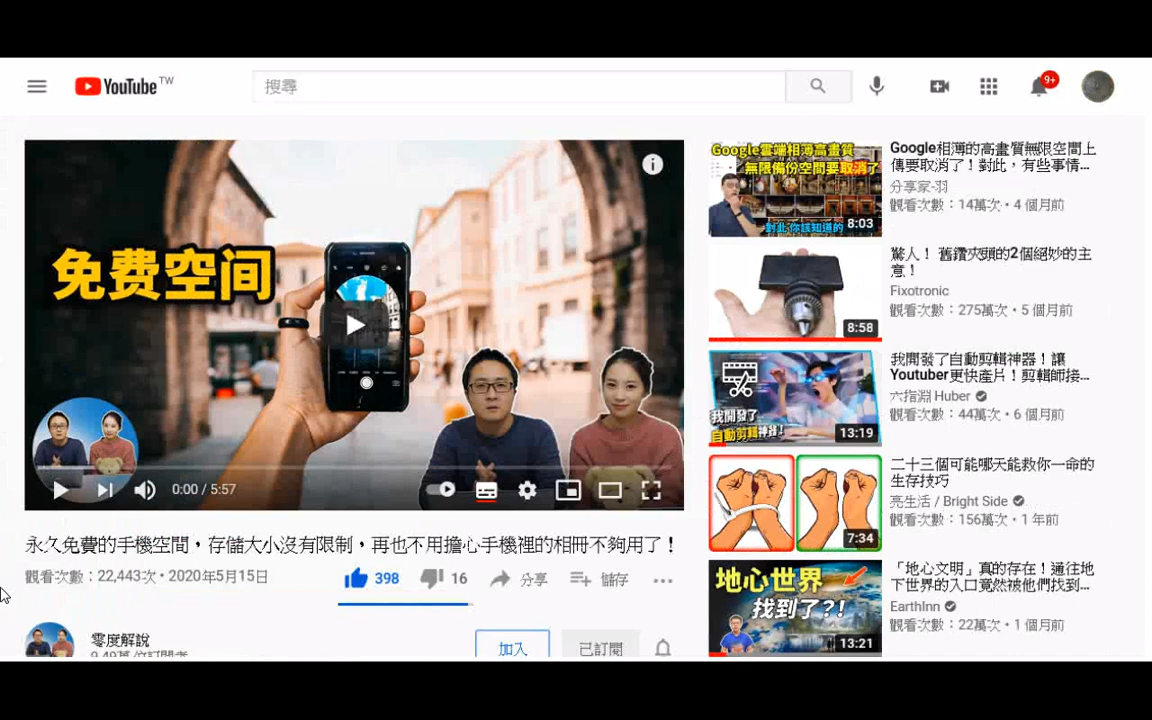 YouTube TW
搜尋
9+
免费空间
0:00 / 5:57
永久免費的手機空間，存儲大小沒有限制，再也不用擔心手機裡的相冊不夠用了！
觀看次數：22,443次 • 2020年5月15日
398
16
分享
儲存
零度解說
加入
已訂閱
Google雲端相簿高畫質
無限備份空間要取消了
對此 你該知道的
8:03
Google相簿的高畫質無限空間上
傳要取消了！對此，有些事情...
分享家-羽
觀看次數：14萬次 • 4 個月前
8:58
驚人！ 舊鑽夾頭的2個絕妙的主
意！
Fixotronic
觀看次數：275萬次 • 5 個月前
我開發了
自動剪輯神器！
13:19
我開發了自動剪輯神器！讓
Youtuber更快產片！剪輯師接...
六指淵 Huber
觀看次數：44萬次 • 6 個月前
7:34
二十三個可能哪天能救你一命的
生存技巧
亮生活 / Bright Side
觀看次數：156萬次 • 1 年前
地心世界
找到了?!
13:21
「地心文明」真的存在！通往地
下世界的入口竟然被他們找到...
EarthInn
觀看次數：22萬次 • 1 個月前